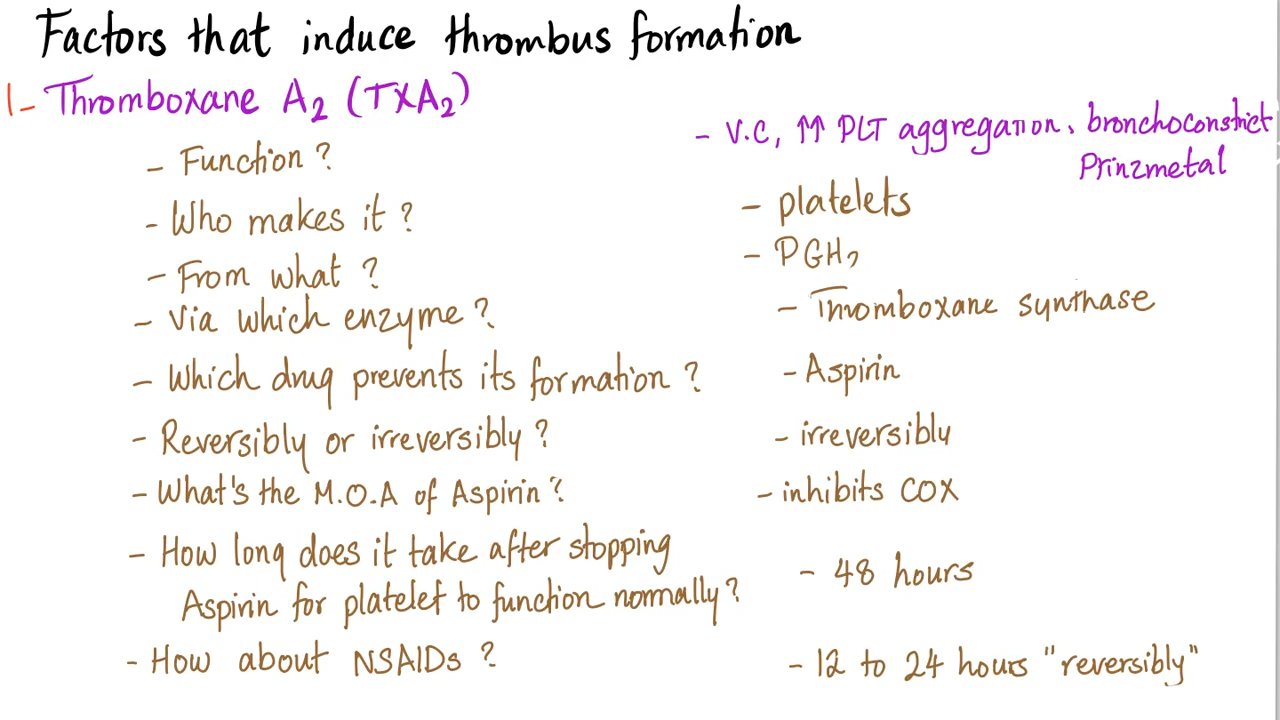 Factors that induce thrombus formation
1- Thromboxane A2 (TXA2)
- V.C, ↑↑ PLT aggregation, bronchoconstrict
Prinzmetal
- Function ?
- Who makes it ?
- platelets
- From what ?
- PGH2
- Via which enzyme ?
- Thromboxane synthase
- Which drug prevents its formation ?
- Aspirin
- Reversibly or irreversibly ?
- irreversibly
- What's the M.O.A of Aspirin ?
- inhibits COX
- How long does it take after stopping
Aspirin for platelet to function normally ?
- 48 hours
- How about NSAIDs ?
- 12 to 24 hours "reversibly"